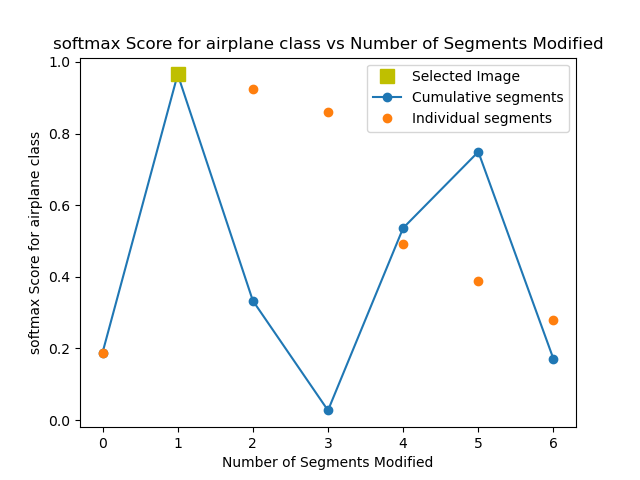 softmax Score for airplane class vs Number of Segments Modified
1.0
0.8
0.6
0.4
0.2
0.0
softmax Score for airplane class
Selected Image
Cumulative segments
Individual segments
0 1 2 3 4 5 6
Number of Segments Modified